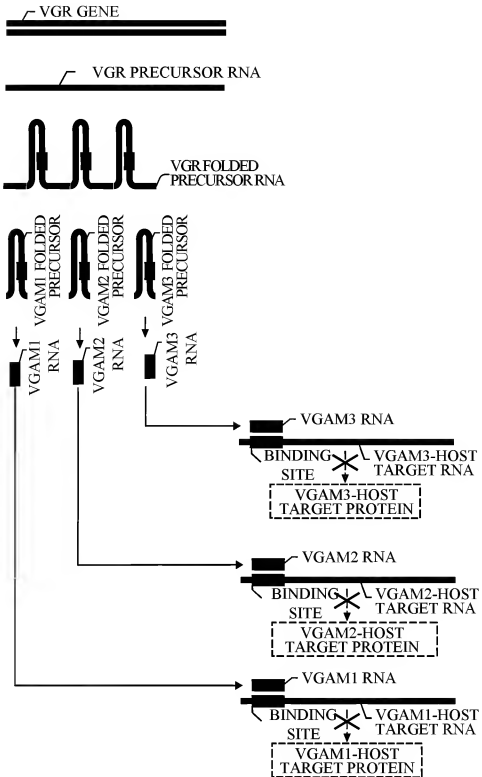 VGR GENE
VGR PRECURSOR RNA
VGR FOLDED
PRECURSOR RNA
VGAM1 FOLDED
PRECURSOR
VGAM2 FOLDED
PRECURSOR
VGAM3 FOLDED
PRECURSOR
VGAM1
RNA
VGAM2
RNA
VGAM3
RNA
VGAM3 RNA
BINDING
SITE
VGAM3-HOST
TARGET RNA
VGAM3-HOST
TARGET PROTEIN
VGAM2 RNA
BINDING
SITE
VGAM2-HOST
TARGET RNA
VGAM2-HOST
TARGET PROTEIN
VGAM1 RNA
BINDING
SITE
VGAM1-HOST
TARGET RNA
VGAM1-HOST
TARGET PROTEIN